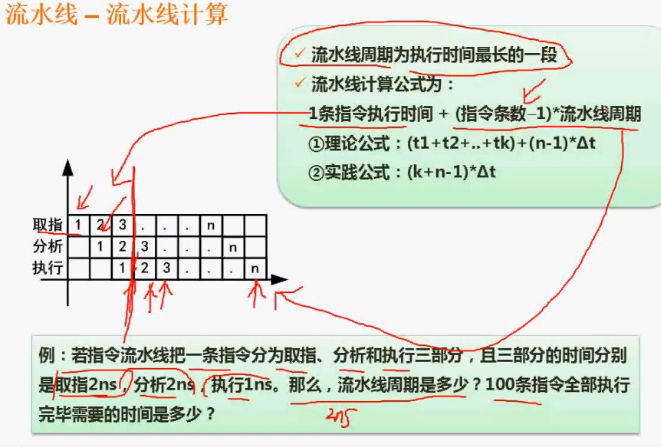 流水线 – 流水线计算
✓ 流水线周期为执行时间最长的一段
✓ 流水线计算公式为：
1条指令执行时间 + (指令条数–1)*流水线周期
①理论公式：(t1+t2+..+tk)+(n-1)*Δt
②实践公式：(k+n-1)*Δt
取指 1 2 3 . . . n
分析 1 2 3 . . . n
执行 1 2 3 . . . n
例：若指令流水线把一条指令分为取指、分析和执行三部分，且三部分的时间分别
是取指2ns，分析2ns，执行1ns。那么，流水线周期是多少？100条指令全部执行
完毕需要的时间是多少？
2ns